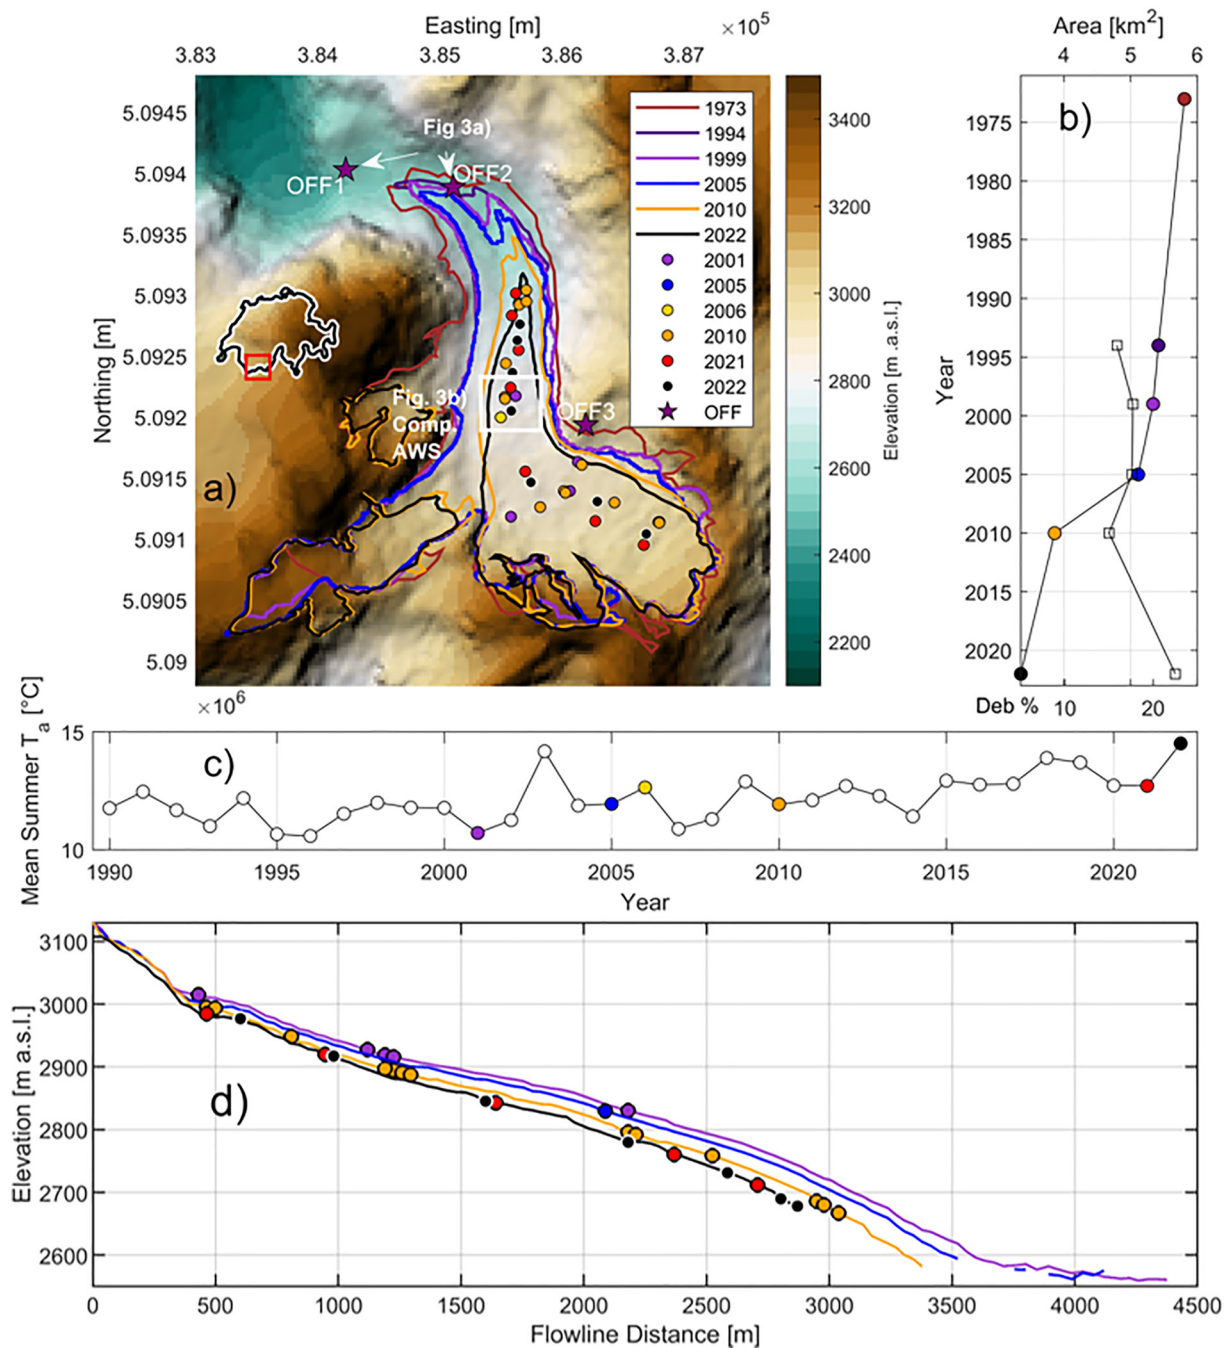 Easting [m]
×10⁵
3.83 3.84 3.85 3.86 3.87
Northing [m]
5.0945
5.094
5.0935
5.093
5.0925
5.092
5.0915
5.091
5.0905
5.09
×10⁶
Fig 3a)
OFF1
OFF2
OFF3
Fig. 3b)
Comp.
AWS
a)
1973
1994
1999
2005
2010
2022
2001
2005
2006
2010
2021
2022
OFF
Elevation [m a.s.l.]
3400
3200
3000
2800
2600
2400
2200
Area [km²]
4 5 6
b)
Year
1975
1980
1985
1990
1995
2000
2005
2010
2015
2020
Deb % 10 20
Mean Summer Tₐ [°C]
15
10
c)
1990 1995 2000 2005 2010 2015 2020
Year
Elevation [m a.s.l.]
3100
3000
2900
2800
2700
2600
d)
0 500 1000 1500 2000 2500 3000 3500 4000 4500
Flowline Distance [m]